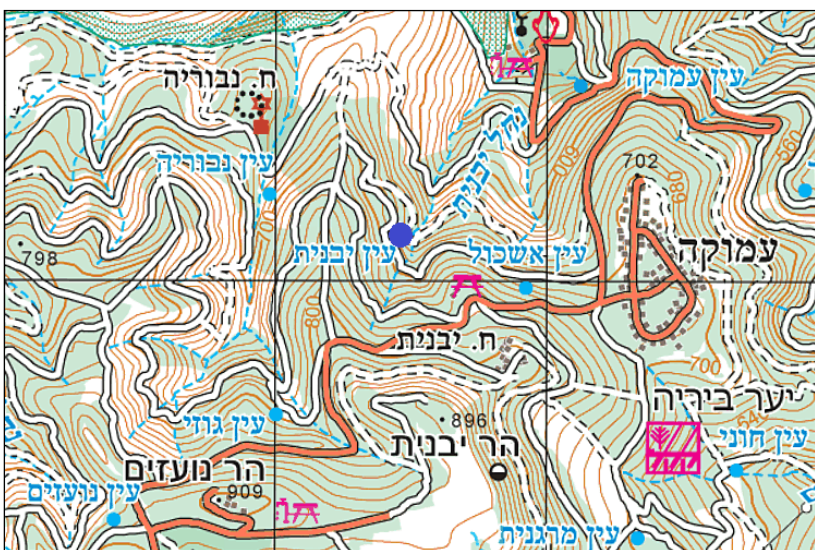 ח. נבוריה
עין עמוקה
נחל יבנית
עין נבוריה
600
702
560
680
798
עין יבנית
עין אשכול
עמוקה
800
ח. יבנית
700
יער ביריה
עין גוזי
896
הר יבנית
עין חוני
הר נועזים
עין נועזים
909
עין מרגנית